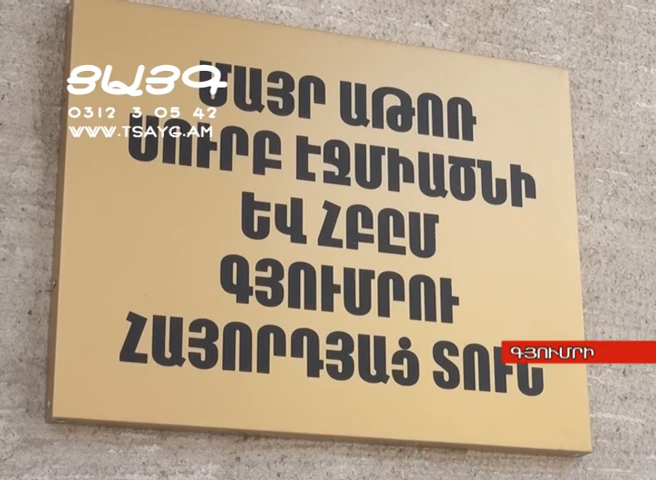 ՑԱՅԳ
0312 3 05 42
WWW.TSAYG.AM
ՄԱՅՐ ԱԹՈՌ
ՍՈՒՐԲ ԷՋՄԻԱԾՆԻ
ԵՎ ՀԲԸՄ
ԳՅՈՒՄՐՈՒ
ՀԱՅՈՐԴՅԱՑ ՏՈՒՆ
ԳՅՈՒՄՐԻ